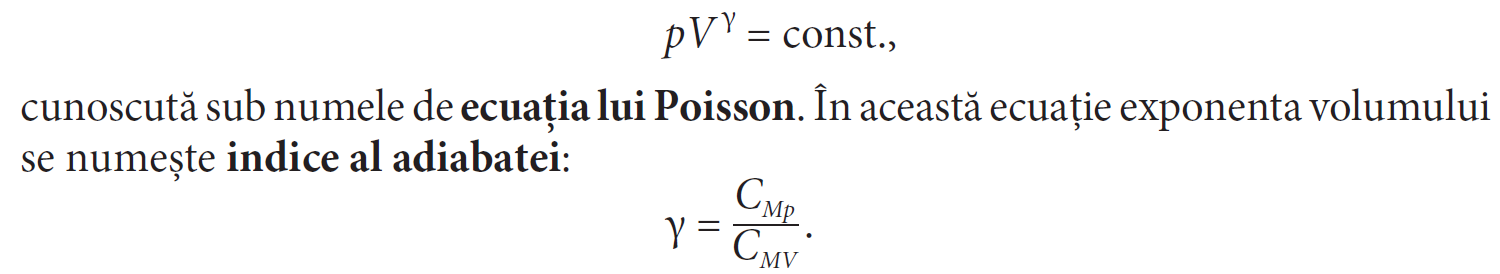 pV^γ = const.,
cunoscută sub numele de ecuația lui Poisson. În această ecuație exponenta volumului
se numește indice al adiabatei:
γ = C_Mp / C_MV.